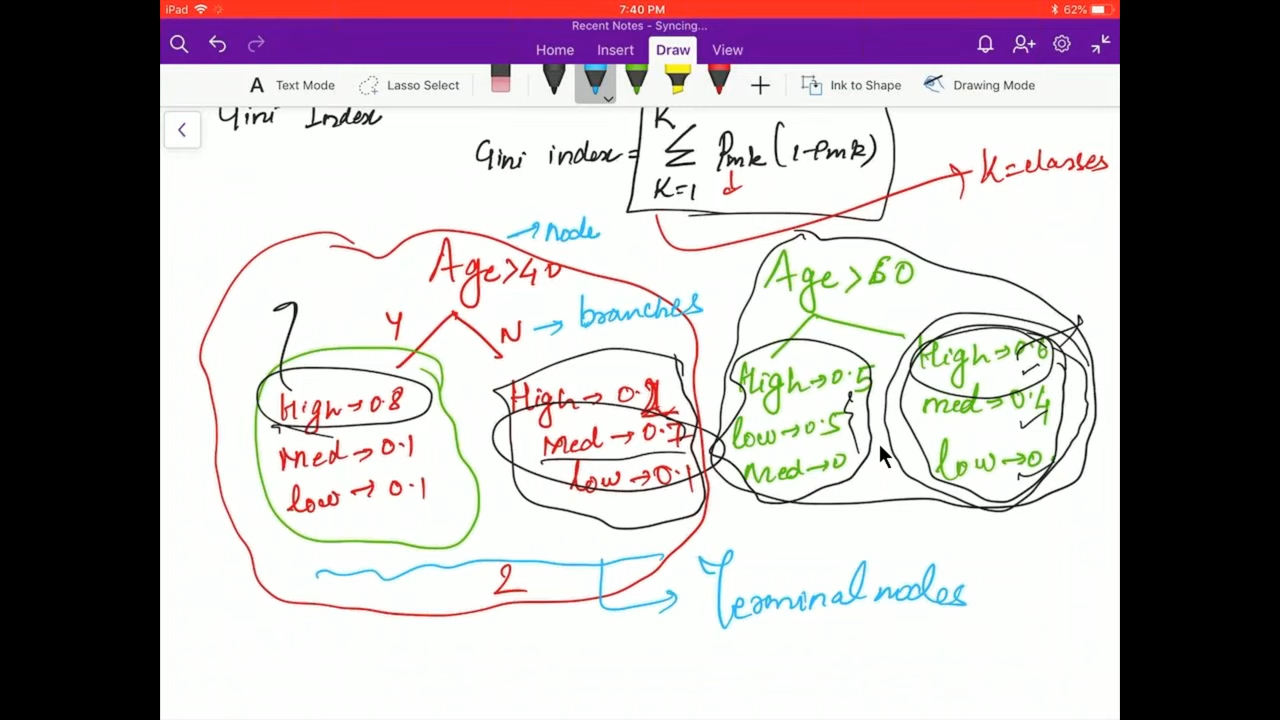 iPad 7:40 PM 62%
Recent Notes - Syncing...
Home Insert Draw View
Text Mode Lasso Select Ink to Shape Drawing Mode
Gini Index
Gini index = K Σ K=1 Pmk (1-Pmk)
K=classes
→ node
Age>40
Age>60
Y N → branches
High→0.8
Med→0.1
low→0.1
High→0.2
Med→0.7
low→0.1
High→0.5
low→0.5
Med→0
High→0.6
med→0.4
low→0
2
Terminal nodes